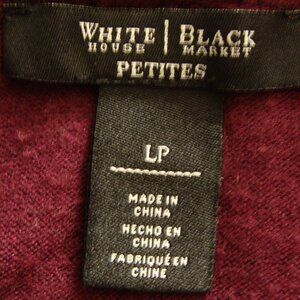 WHITE | BLACK
HOUSE | MARKET
PETITES
LP
MADE IN
CHINA
HECHO EN
CHINA
FABRIQUÉ EN
CHINE